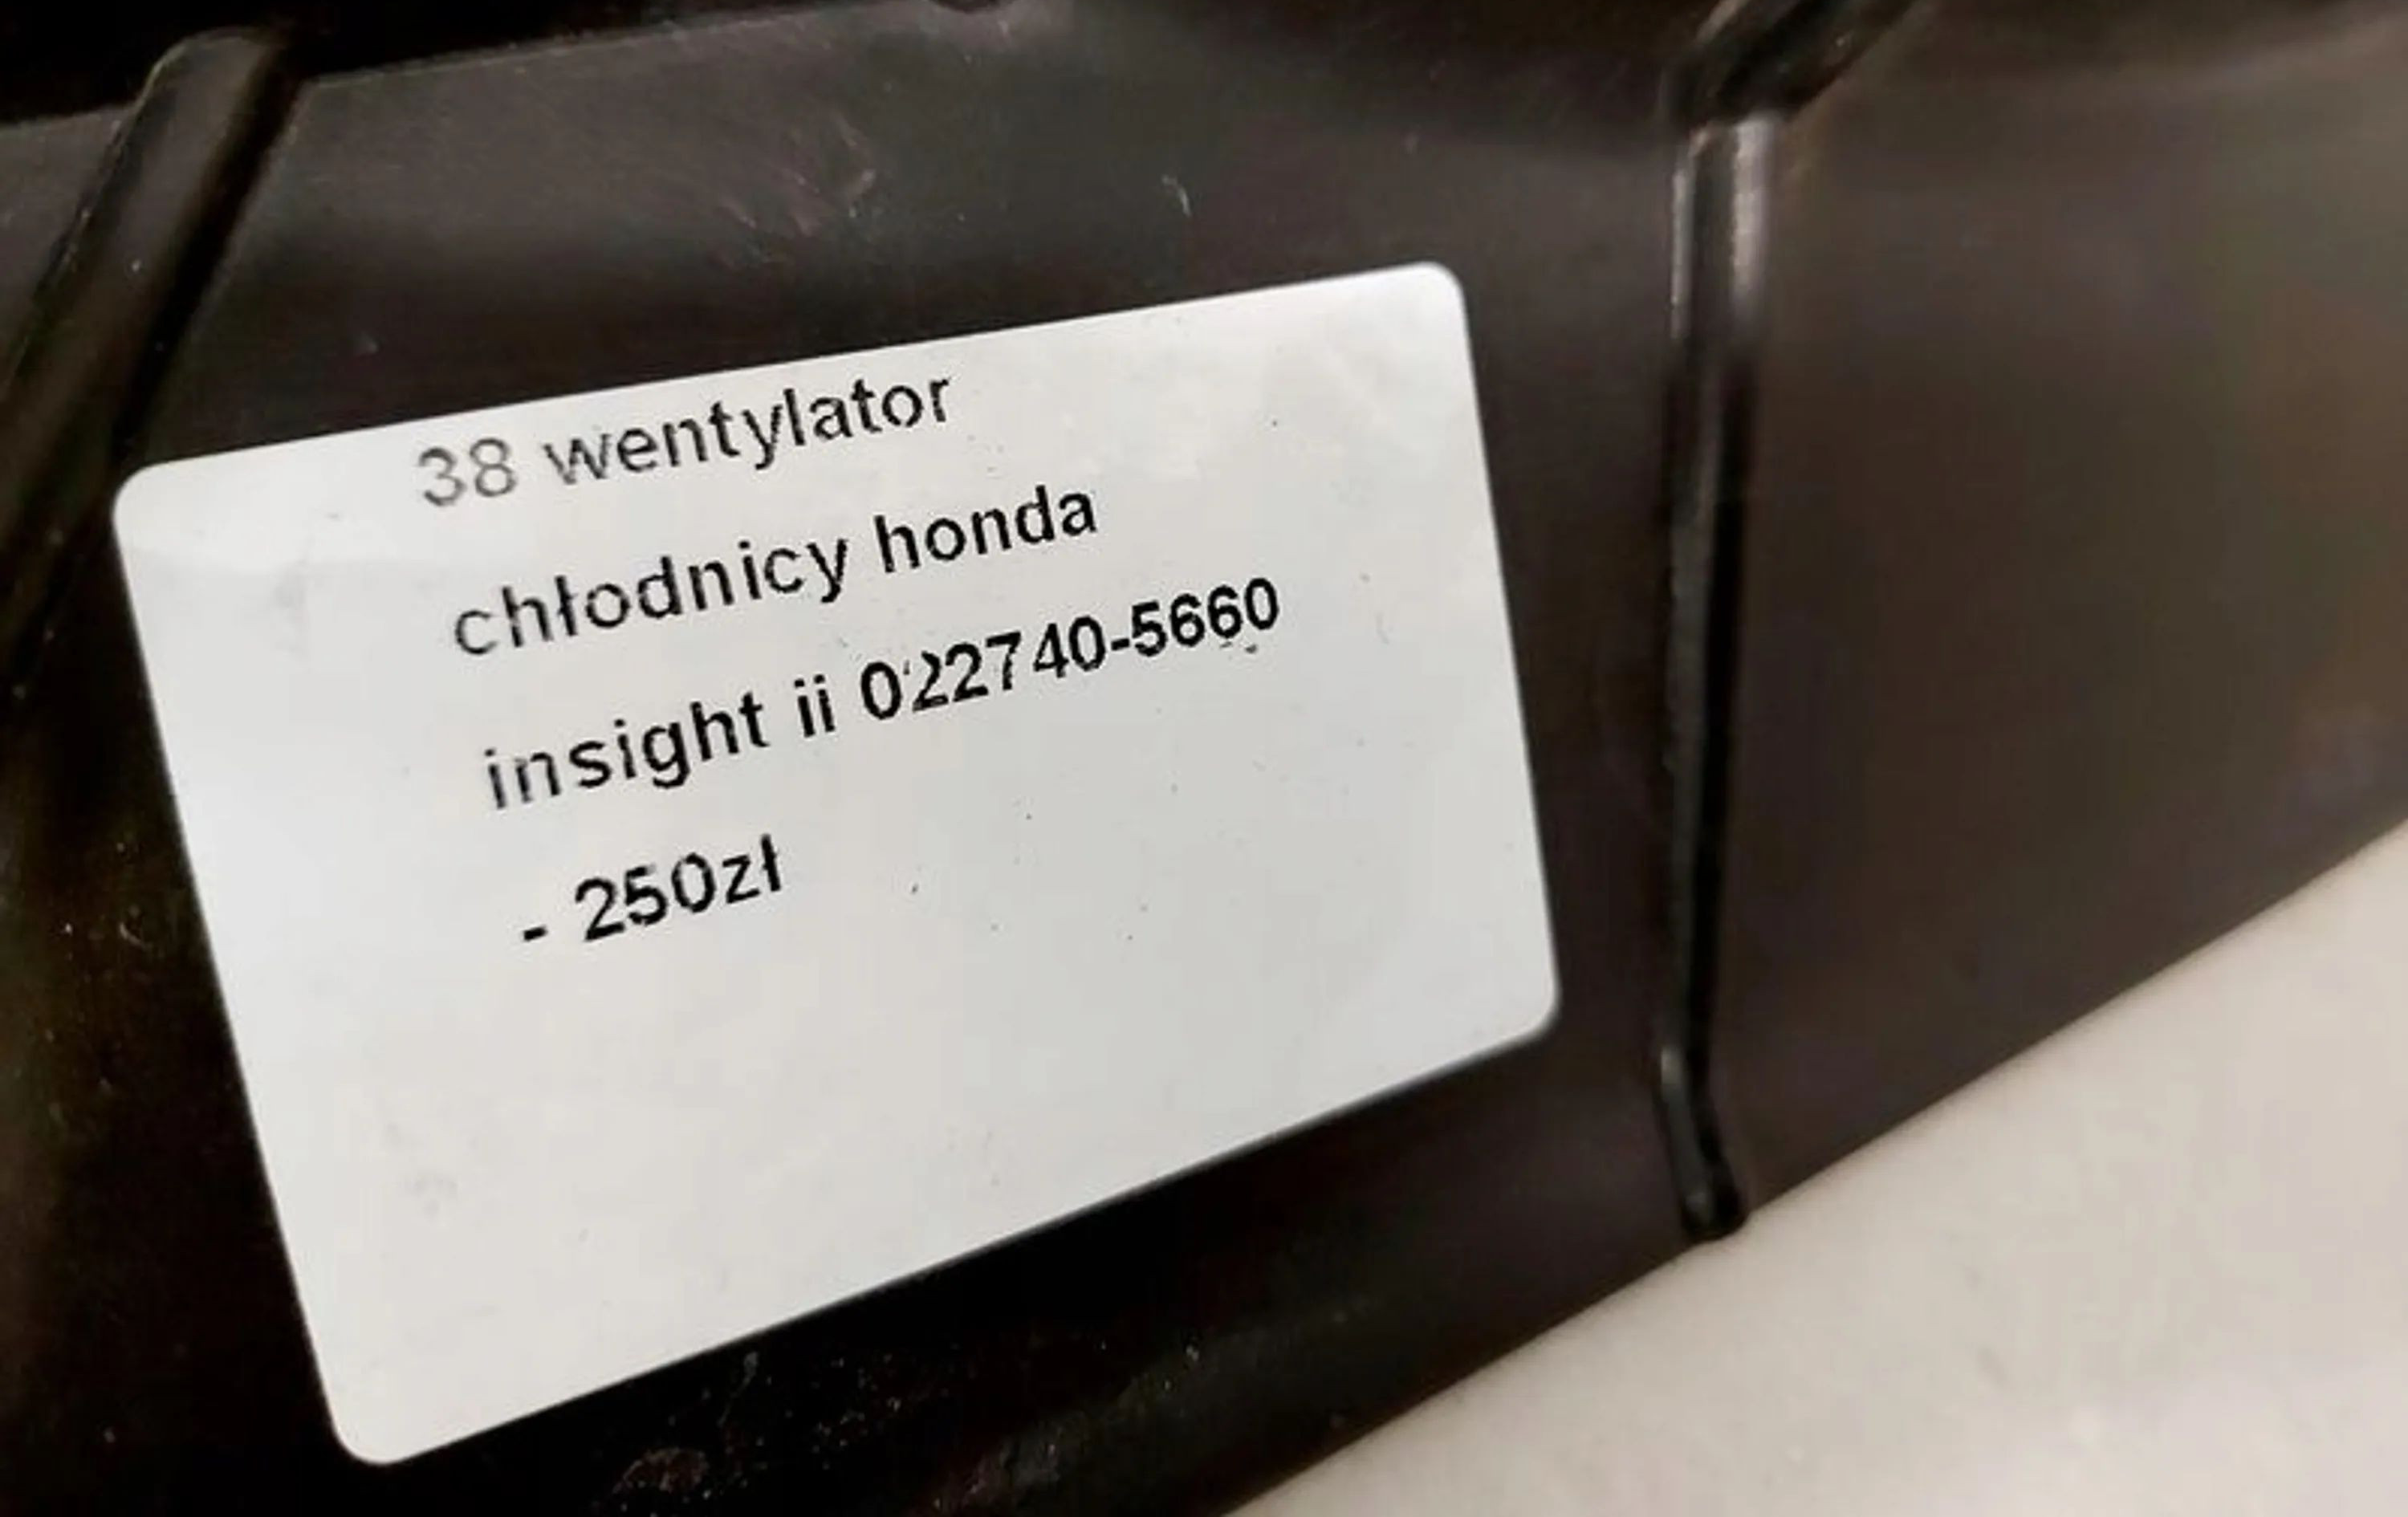 38 wentylator
chłodnicy honda
insight ii 022740-5660
- 250zł